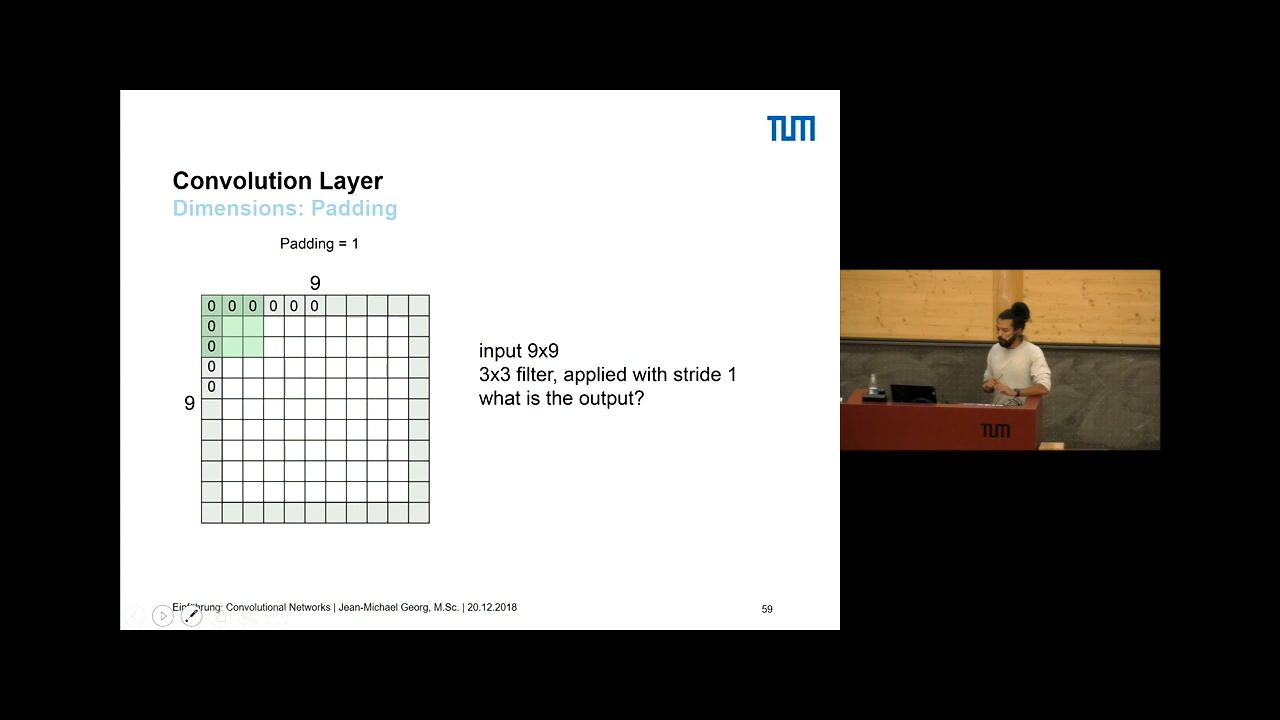 TUM
Convolution Layer
Dimensions: Padding
Padding = 1
9
0 0 0 0 0 0
0
0
0
0
9
input 9x9
3x3 filter, applied with stride 1
what is the output?
TUM
Einführung: Convolutional Networks | Jean-Michael Georg, M.Sc. | 20.12.2018
59